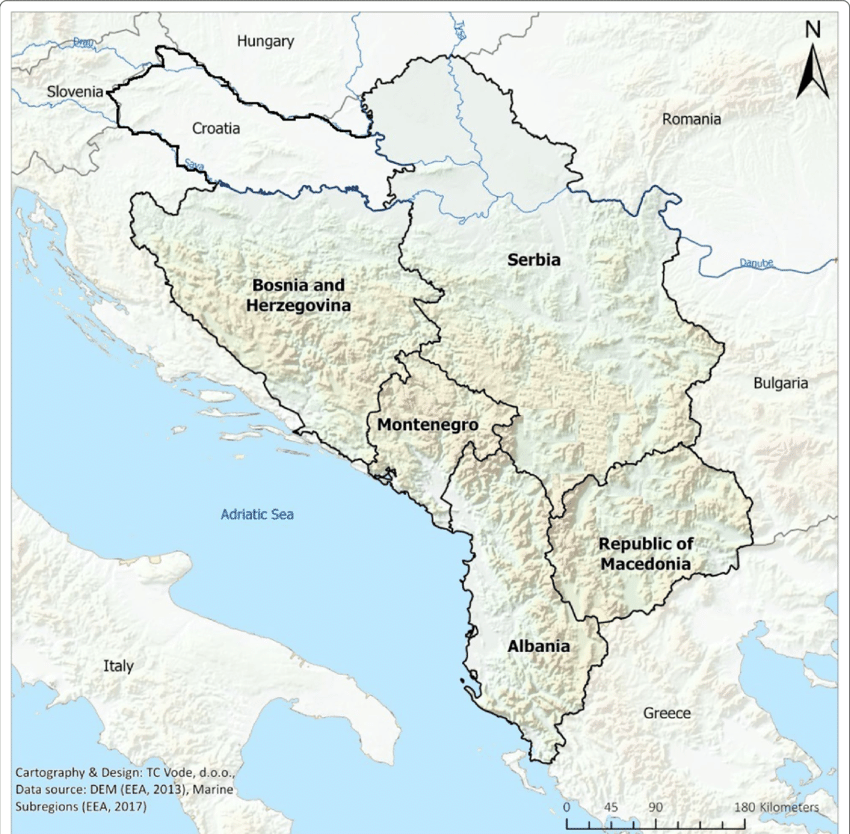 N
Drau
Hungary
Tysa
Slovenia
Croatia
Romania
Sava
Serbia
Danube
Bosnia and
Herzegovina
Bulgaria
Montenegro
Adriatic Sea
Republic of
Macedonia
Albania
Italy
Greece
Cartography & Design: TC Vode, d.o.o.,
Data source: DEM (EEA, 2013), Marine
Subregions (EEA, 2017)
0 45 90 180 Kilometers